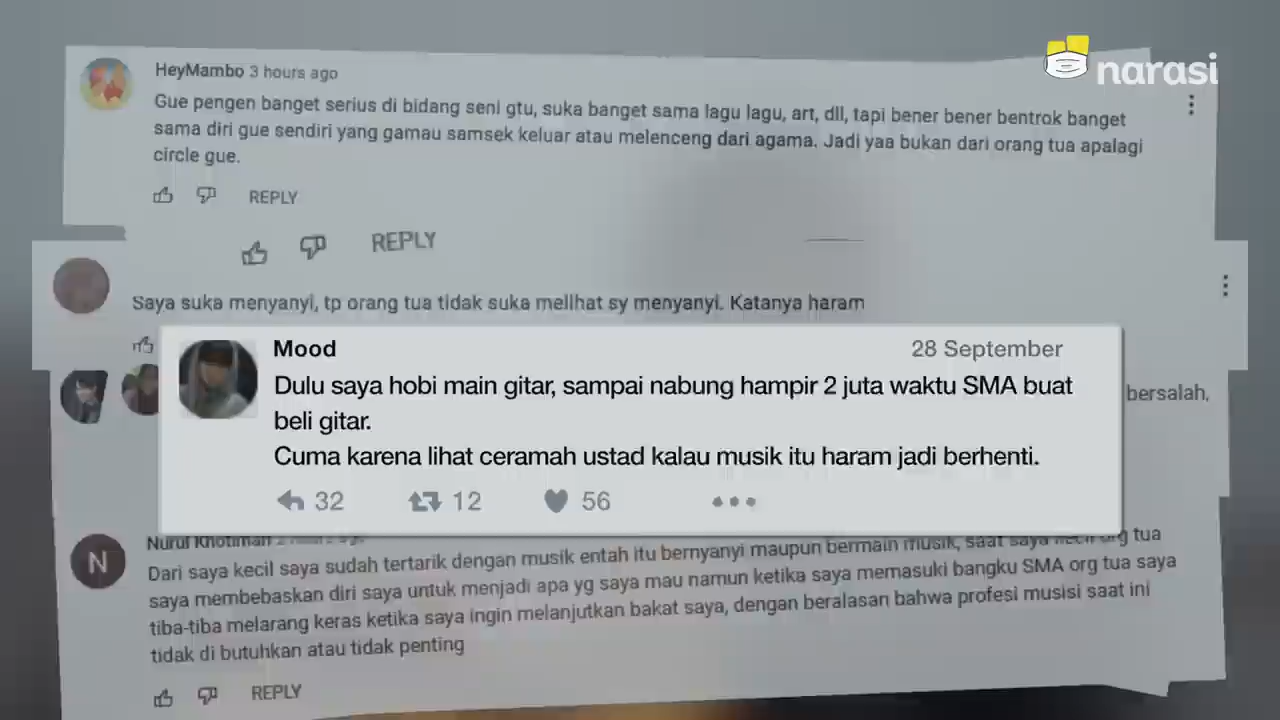 narasi
HeyMambo 3 hours ago
Gue pengen banget serius di bidang seni gtu, suka banget sama lagu lagu, art, dll, tapi bener bener bentrok banget
sama diri gue sendiri yang gamau samsek keluar atau melenceng dari agama. Jadi yaa bukan dari orang tua apalagi
circle gue.
REPLY
REPLY
Saya suka menyanyi, tp orang tua tidak suka mellhat sy menyanyi. Katanya haram
Mood 28 September
Dulu saya hobi main gitar, sampai nabung hampir 2 juta waktu SMA buat
beli gitar.
Cuma karena lihat ceramah ustad kalau musik itu haram jadi berhenti.
32 12 56
bersalah,
N
Nurul Khotimah
Dari saya kecil saya sudah tertarik dengan musik entah itu bernyanyi maupun bermain musik, saat saya kecil org tua
saya membebaskan diri saya untuk menjadi apa yg saya mau namun ketika saya memasuki bangku SMA org tua saya
tiba-tiba melarang keras ketika saya ingin melanjutkan bakat saya, dengan beralasan bahwa profesi musisi saat ini
tidak di butuhkan atau tidak penting
REPLY